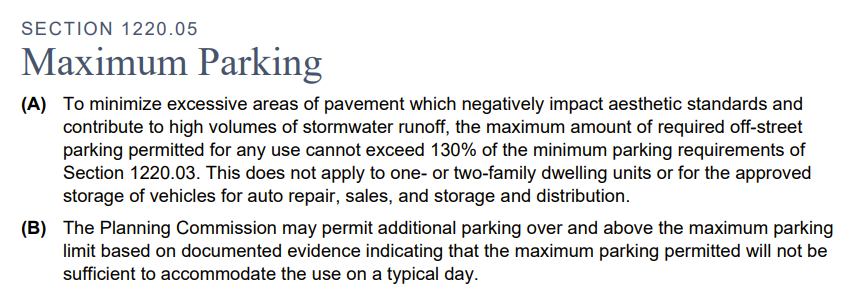 SECTION 1220.05
Maximum Parking
(A) To minimize excessive areas of pavement which negatively impact aesthetic standards and
contribute to high volumes of stormwater runoff, the maximum amount of required off-street
parking permitted for any use cannot exceed 130% of the minimum parking requirements of
Section 1220.03. This does not apply to one- or two-family dwelling units or for the approved
storage of vehicles for auto repair, sales, and storage and distribution.
(B) The Planning Commission may permit additional parking over and above the maximum parking
limit based on documented evidence indicating that the maximum parking permitted will not be
sufficient to accommodate the use on a typical day.